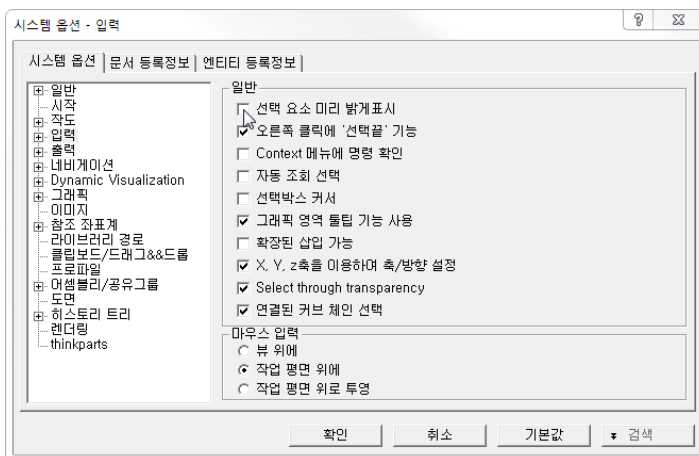 시스템 옵션 - 입력
시스템 옵션
문서 등록정보
엔티티 등록정보
일반
시작
작도
입력
출력
네비게이션
Dynamic Visualization
그래픽
이미지
참조 좌표계
라이브러리 경로
클립보드/드래그&&드롭
프로파일
어셈블리/공유그룹
도면
히스토리 트리
렌더링
thinkparts
일반
선택 요소 미리 밝게표시
오른쪽 클릭에 '선택끝' 기능
Context 메뉴에 명령 확인
자동 조회 선택
선택박스 커서
그래픽 영역 툴팁 기능 사용
확장된 삽입 가능
X, Y, z축을 이용하여 축/방향 설정
Select through transparency
연결된 커브 체인 선택
마우스 입력
뷰 위에
작업 평면 위에
작업 평면 위로 투영
확인
취소
기본값
검색